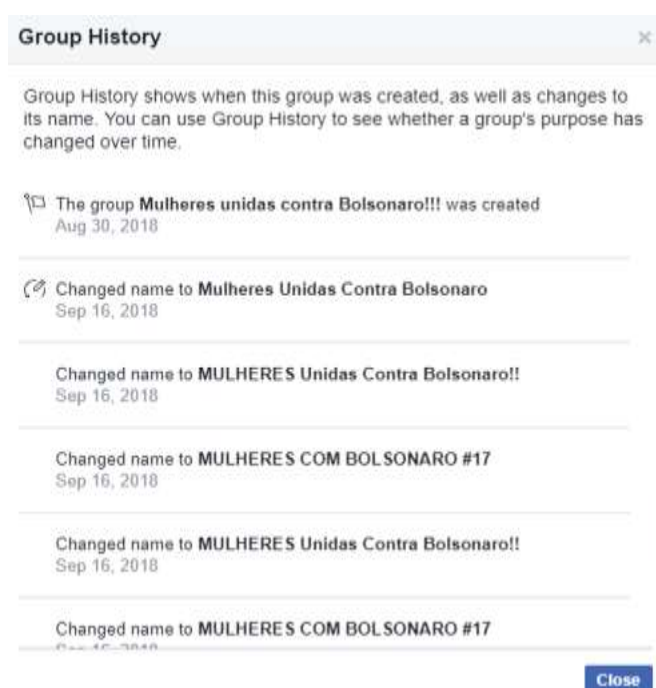 Group History
Group History shows when this group was created, as well as changes to
its name. You can use Group History to see whether a group's purpose has
changed over time.
The group Mulheres unidas contra Bolsonaro!!! was created
Aug 30, 2018
Changed name to Mulheres Unidas Contra Bolsonaro
Sep 16, 2018
Changed name to MULHERES Unidas Contra Bolsonaro!!
Sep 16, 2018
Changed name to MULHERES COM BOLSONARO #17
Sep 16, 2018
Changed name to MULHERES Unidas Contra Bolsonaro!!
Sep 16, 2018
Changed name to MULHERES COM BOLSONARO #17
Close